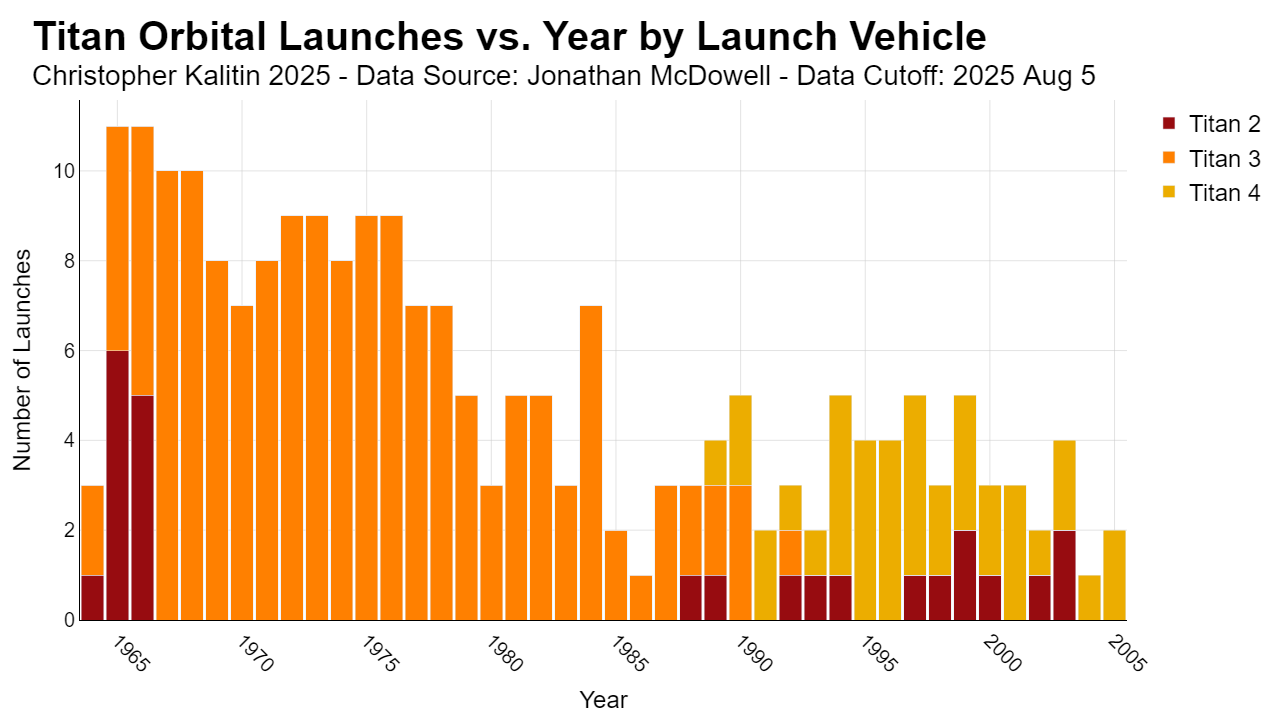 Titan Orbital Launches vs. Year by Launch Vehicle
Christopher Kalitin 2025 - Data Source: Jonathan McDowell - Data Cutoff: 2025 Aug 5
Titan 2
Titan 3
Titan 4
Number of Launches
10
8
6
4
2
0
1965
1970
1975
1980
1985
1990
1995
2000
2005
Year